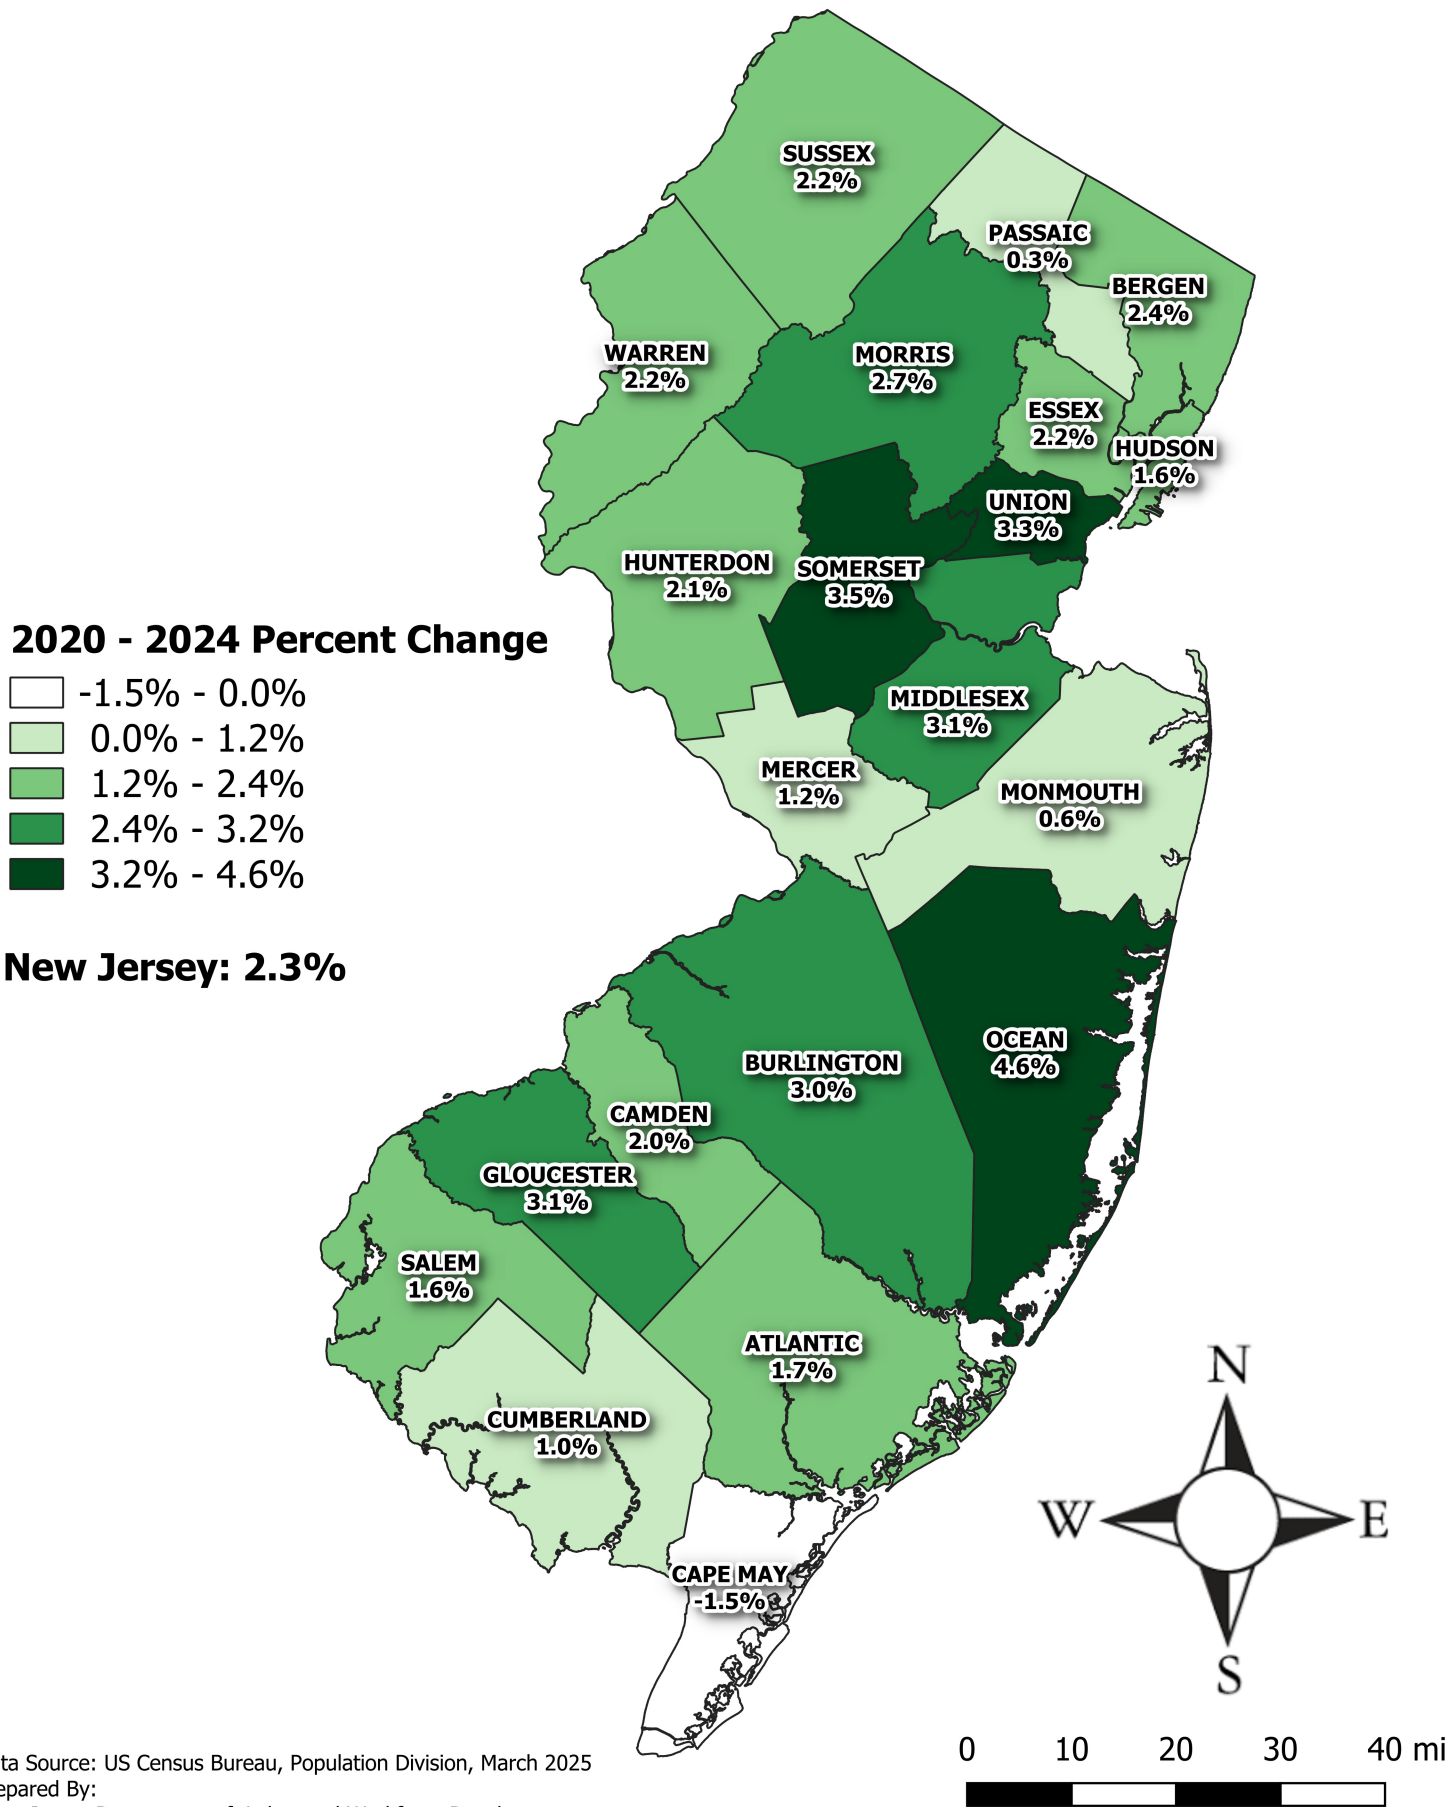 SUSSEX
2.2%
PASSAIC
0.3%
BERGEN
2.4%
WARREN
2.2%
MORRIS
2.7%
ESSEX
2.2%
HUDSON
1.6%
UNION
3.3%
HUNTERDON
2.1%
SOMERSET
3.5%
2020 - 2024 Percent Change
-1.5% - 0.0%
0.0% - 1.2%
1.2% - 2.4%
2.4% - 3.2%
3.2% - 4.6%
New Jersey: 2.3%
MIDDLESEX
3.1%
MERCER
1.2%
MONMOUTH
0.6%
OCEAN
4.6%
BURLINGTON
3.0%
CAMDEN
2.0%
GLOUCESTER
3.1%
SALEM
1.6%
ATLANTIC
1.7%
CUMBERLAND
1.0%
CAPE MAY
-1.5%
N
W E
S
0 10 20 30 40 mi
ta Source: US Census Bureau, Population Division, March 2025
epared By: